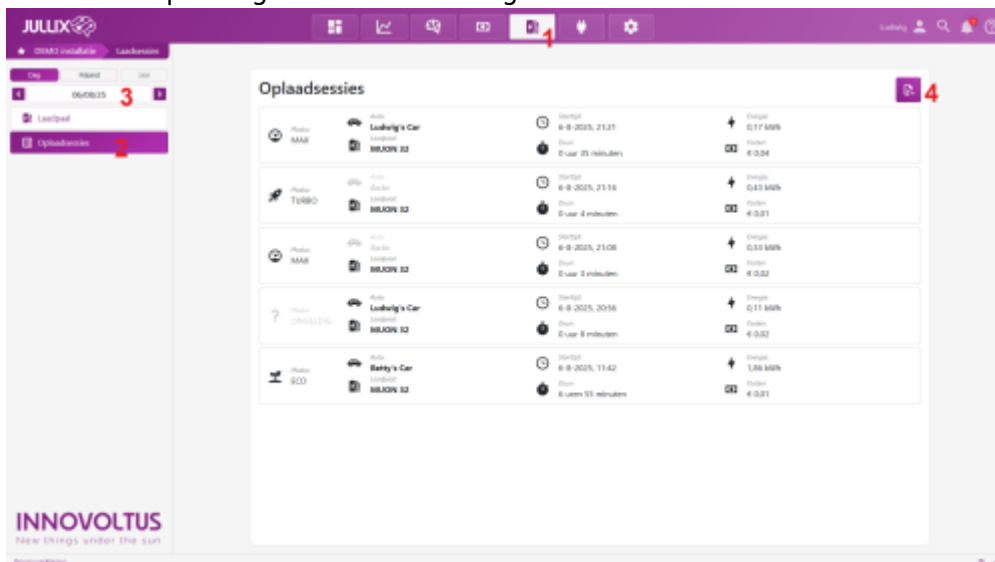 JULLIX
1
Ludwig
DEMO installatie
Laadsessies
Dag
Maand
Jaar
06/08/25
3
Laadpaal
Oplaadsessies
2
Oplaadsessies
4
Modus
MAX
Auto
Ludwig's Car
Laadpaal
MUON 32
Starttijd
6-8-2025, 21:21
Duur
0 uur 35 minuten
Energie
0,17 kWh
Kosten
€ 0,04
Modus
TURBO
Auto
Laadpaal
MUON 32
Starttijd
6-8-2025, 21:16
Duur
0 uur 4 minuten
Energie
0,43 kWh
Kosten
€ 0,01
Modus
MAX
Auto
Laadpaal
MUON 32
Starttijd
6-8-2025, 21:08
Duur
0 uur 3 minuten
Energie
0,33 kWh
Kosten
€ 0,02
?
Modus
ONGELDIG
Auto
Ludwig's Car
Laadpaal
MUON 32
Starttijd
6-8-2025, 20:56
Duur
0 uur 8 minuten
Energie
0,11 kWh
Kosten
€ 0,02
Modus
ECO
Auto
Betty's Car
Laadpaal
MUON 32
Starttijd
6-8-2025, 11:42
Duur
6 uren 55 minuten
Energie
1,86 kWh
Kosten
€ 0,01
INNOVOLTUS
New things under the sun